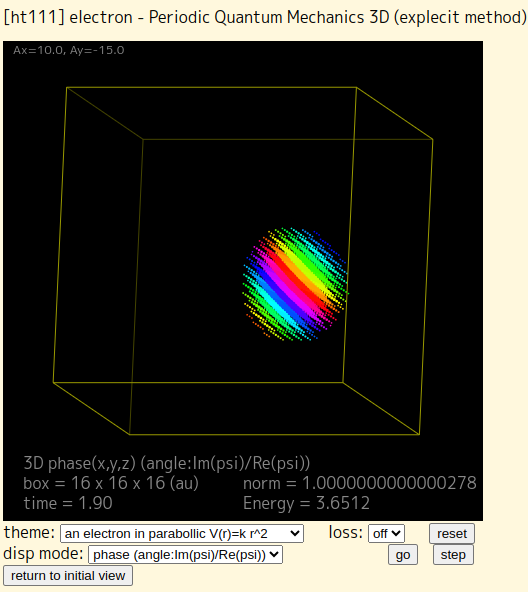 [ht111] electron - Periodic Quantum Mechanics 3D (explecit method)
Ax=10.0, Ay=-15.0
3D phase(x,y,z) (angle:Im(psi)/Re(psi))
box = 16 x 16 x 16 (au) norm = 1.0000000000000278
time = 1.90 Energy = 3.6512
theme: an electron in parabollic V(r)=k r^2 loss: off reset
disp mode: phase (angle:Im(psi)/Re(psi)) go step
return to initial view